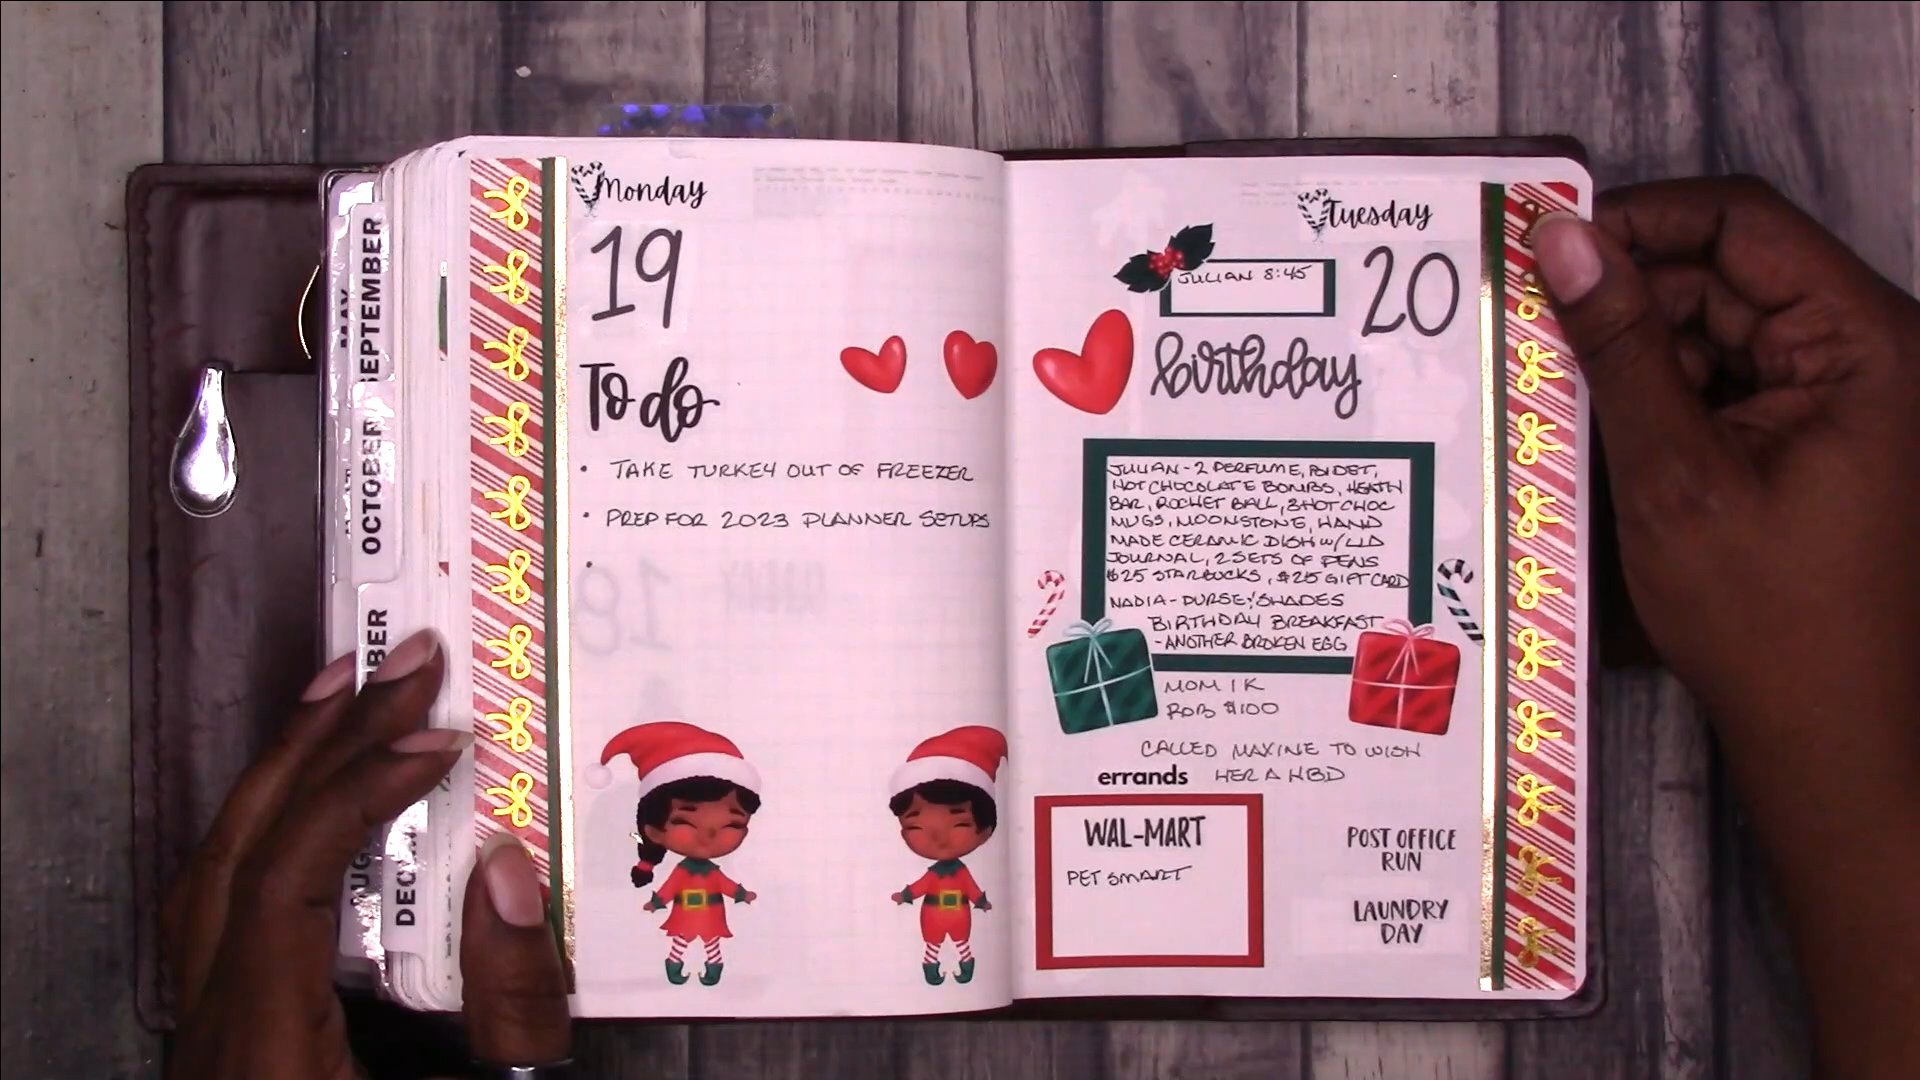 Monday
19
To do
• TAKE TURKEY OUT OF FREEZER
• PREP FOR 2023 PLANNER SETUPS
•
Tuesday
20
JULIAN 8:45
birthday
JULIAN - 2 PERFUME, BIDET,
HOT CHOCOLATE BOMBS, HEATH
BAR, ROCHET BALL, 3 HOT CHOC
MUGS, MOONSTONE, HAND
MADE CERAMIC DISH W/ LID
JOURNAL, 2 SETS OF PENS
$25 STARBUCKS, $25 GIFT CARD
NADIA - PURSE; SHADES
BIRTHDAY BREAKFAST
- ANOTHER BROKEN EGG
MOM 1 K
ROB $100
CALLED MAXINE TO WISH
HER A HBD
errands
WAL-MART
PET SMART
POST OFFICE
RUN
LAUNDRY
DAY
MAY
SEPTEMBER
OCTOBER
BER
AUG
DEC